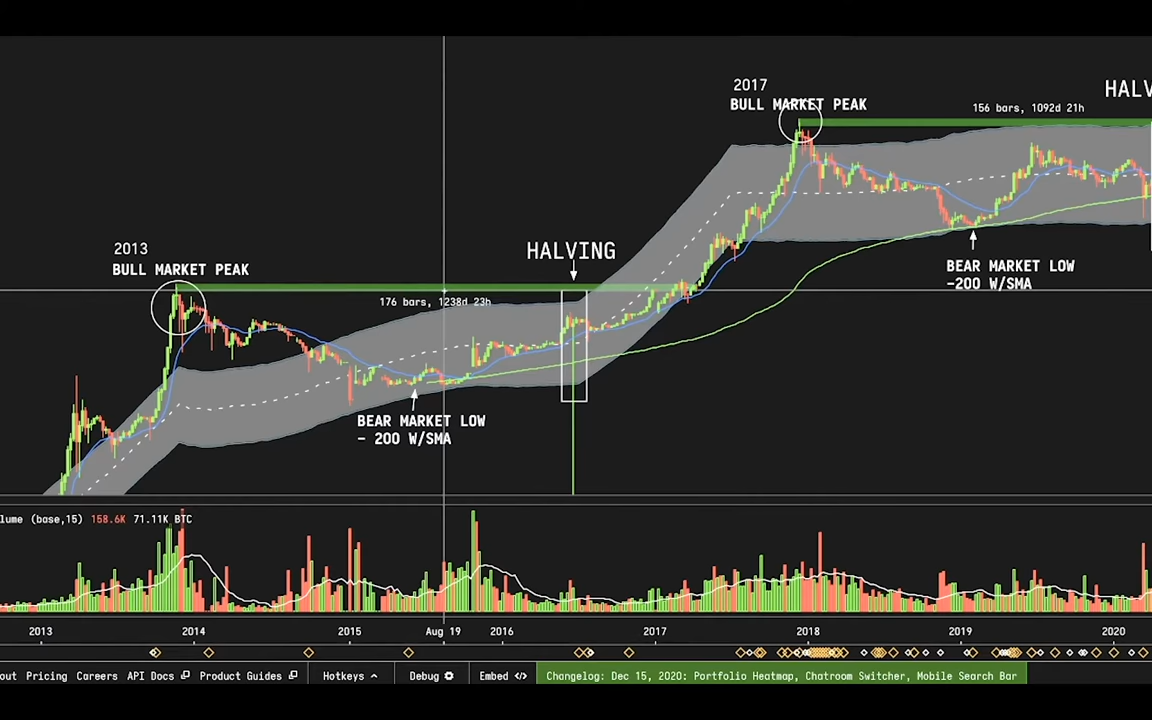 2017
HALV
BULL MARKET PEAK
156 bars, 1092d 21h
2013
HALVING
BULL MARKET PEAK
BEAR MARKET LOW
-200 W/SMA
176 bars, 1238d 23h
BEAR MARKET LOW
- 200 W/SMA
lume (base,15) 158.6K 71.11K BTC
2013 2014 2015 Aug 19 2016 2017 2018 2019 2020
out Pricing Careers API Docs Product Guides Hotkeys Debug Embed </> Changelog: Dec 15, 2020: Portfolio Heatmap, Chatroom Switcher, Mobile Search Bar